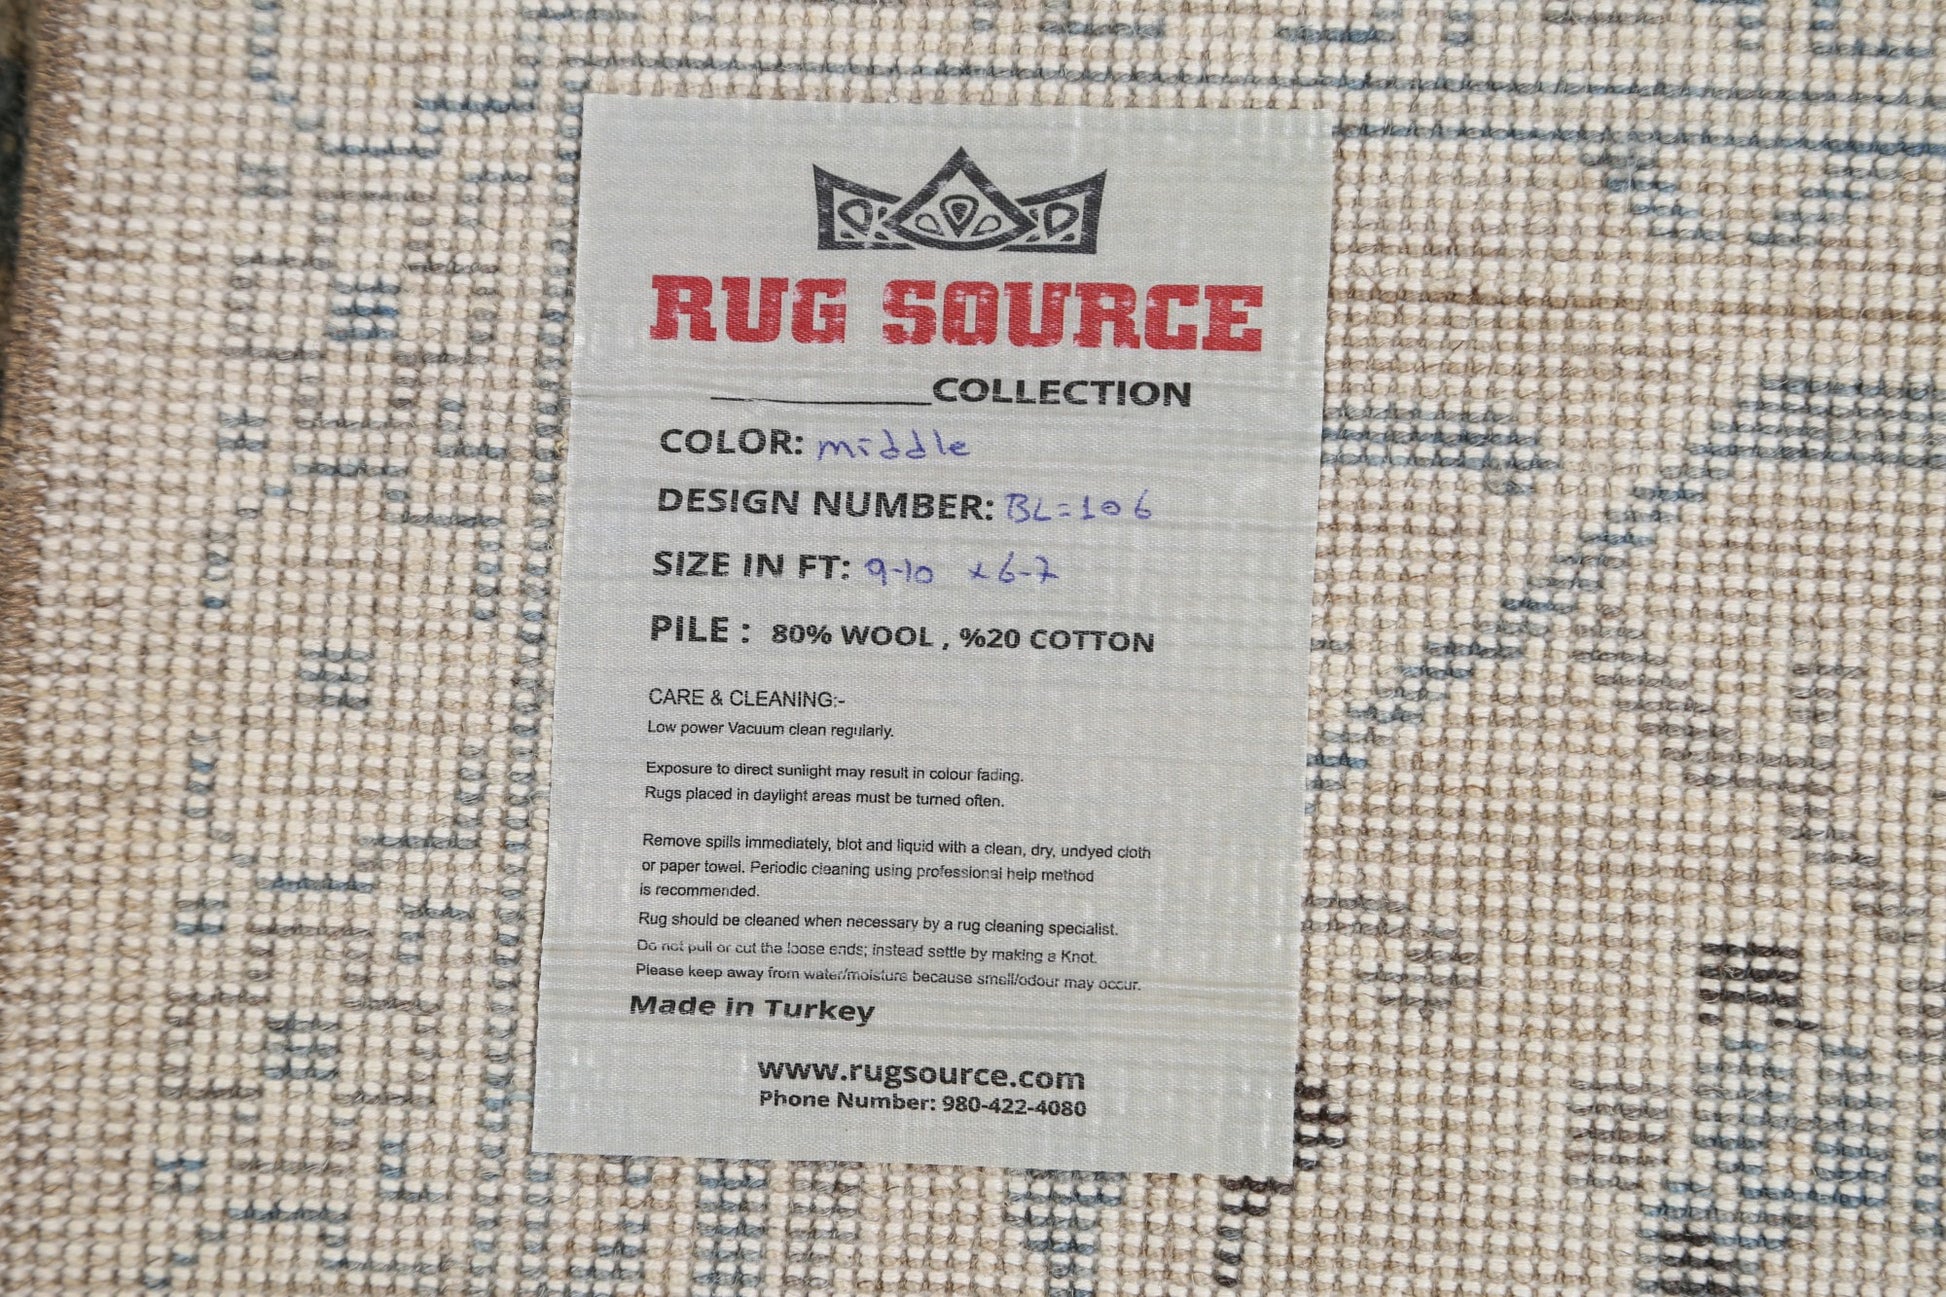 RUG SOURCE
__________COLLECTION
COLOR: middle
DESIGN NUMBER: BL=106
SIZE IN FT: 9-10 x 6-7
PILE : 80% WOOL , %20 COTTON
CARE & CLEANING:-
Low power Vacuum clean regularly.
Exposure to direct sunlight may result in colour fading.
Rugs placed in daylight areas must be turned often.
Remove spills immediately, blot and liquid with a clean, dry, undyed cloth
or paper towel. Periodic cleaning using professional help method
is recommended.
Rug should be cleaned when necessary by a rug cleaning specialist.
Do not pull or cut the loose ends; instead settle by making a Knot.
Please keep away from water/moisture because smell/odour may occur.
Made in Turkey
www.rugsource.com
Phone Number: 980-422-4080